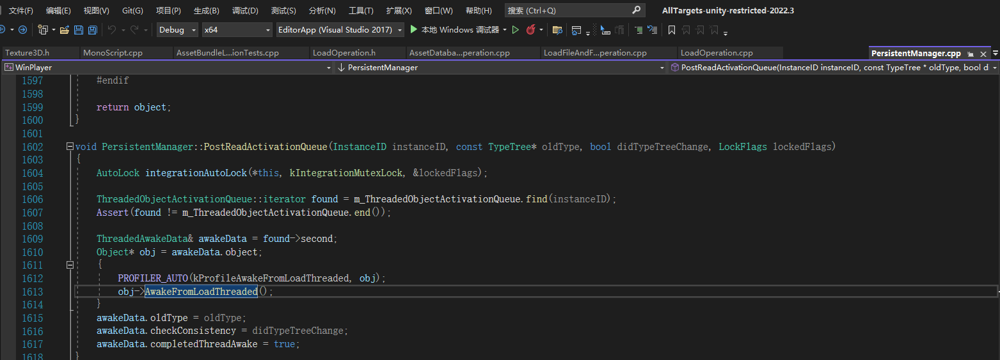 文件(F) 编辑(E) 视图(V) Git(G) 项目(P) 生成(B) 调试(D) 测试(S) 分析(N) 工具(T) 扩展(X) 窗口(W) 帮助(H) 搜索 (Ctrl+Q) AllTargets-unity-restricted-2022.3
Debug x64 EditorApp (Visual Studio 2017) 本地 Windows 调试器
Texture3D.h MonoScript.cpp AssetBundleL...ionTests.cpp LoadOperation.h AssetDataba...peration.cpp LoadFileAndF...peration.cpp LoadOperation.cpp PersistentManager.cpp
WinPlayer PersistentManager PostReadActivationQueue(InstanceID instanceID, const TypeTree * oldType, bool di
1597 #endif
1598
1599 return object;
1600 }
1601
1602 void PersistentManager::PostReadActivationQueue(InstanceID instanceID, const TypeTree* oldType, bool didTypeTreeChange, LockFlags lockedFlags)
1603 {
1604 AutoLock integrationAutoLock(*this, kIntegrationMutexLock, &lockedFlags);
1605
1606 ThreadedObjectActivationQueue::iterator found = m_ThreadedObjectActivationQueue.find(instanceID);
1607 Assert(found != m_ThreadedObjectActivationQueue.end());
1608
1609 ThreadedAwakeData& awakeData = found->second;
1610 Object* obj = awakeData.object;
1611 {
1612 PROFILER_AUTO(kProfileAwakeFromLoadThreaded, obj);
1613 obj->AwakeFromLoadThreaded();
1614 }
1615 awakeData.oldType = oldType;
1616 awakeData.checkConsistency = didTypeTreeChange;
1617 awakeData.completedThreadAwake = true;
1618 }